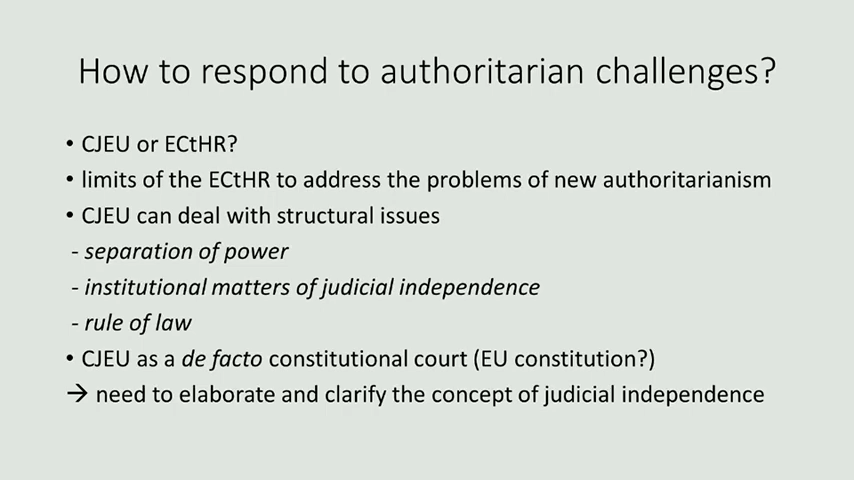 How to respond to authoritarian challenges?
• CJEU or ECtHR?
• limits of the ECtHR to address the problems of new authoritarianism
• CJEU can deal with structural issues
- separation of power
- institutional matters of judicial independence
- rule of law
• CJEU as a de facto constitutional court (EU constitution?)
→ need to elaborate and clarify the concept of judicial independence